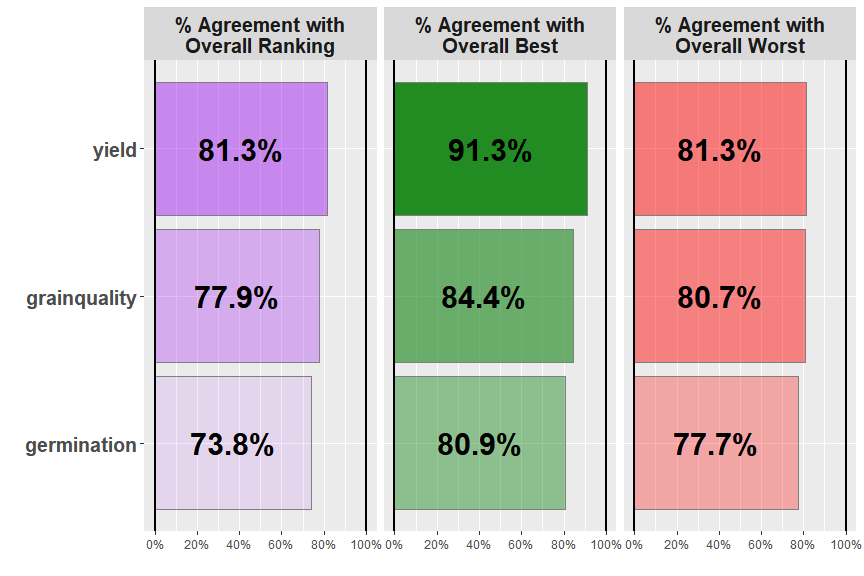 % Agreement with
Overall Ranking
% Agreement with
Overall Best
% Agreement with
Overall Worst
yield
81.3%
91.3%
81.3%
grainquality
77.9%
84.4%
80.7%
germination
73.8%
80.9%
77.7%
0% 20% 40% 60% 80% 100%
0% 20% 40% 60% 80% 100%
0% 20% 40% 60% 80% 100%